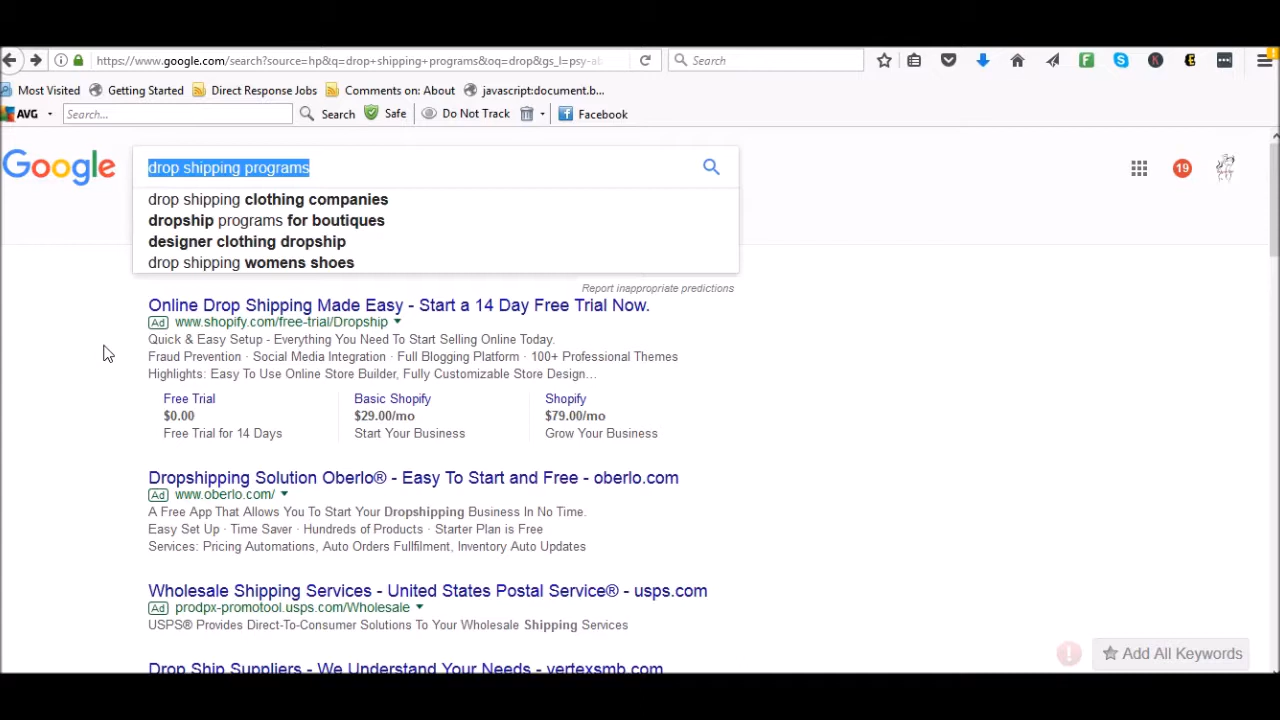 https://www.google.com/search?source=hp&q=drop+shipping+programs&oq=drop&gs_l=psy-ab
Search
Most Visited Getting Started Direct Response Jobs Comments on: About javascript:document.b...
AVG Search... Search Safe Do Not Track Facebook
Google drop shipping programs 19
drop shipping clothing companies
dropship programs for boutiques
designer clothing dropship
drop shipping womens shoes
Report inappropriate predictions
Online Drop Shipping Made Easy - Start a 14 Day Free Trial Now.
Ad www.shopify.com/free-trial/Dropship
Quick & Easy Setup - Everything You Need To Start Selling Online Today.
Fraud Prevention · Social Media Integration · Full Blogging Platform · 100+ Professional Themes
Highlights: Easy To Use Online Store Builder, Fully Customizable Store Design...
Free Trial Basic Shopify Shopify
$0.00 $29.00/mo $79.00/mo
Free Trial for 14 Days Start Your Business Grow Your Business
Dropshipping Solution Oberlo® - Easy To Start and Free - oberlo.com
Ad www.oberlo.com/
A Free App That Allows You To Start Your Dropshipping Business In No Time.
Easy Set Up · Time Saver · Hundreds of Products · Starter Plan is Free
Services: Pricing Automations, Auto Orders Fullfilment, Inventory Auto Updates
Wholesale Shipping Services - United States Postal Service® - usps.com
Ad prodpx-promotool.usps.com/Wholesale
USPS® Provides Direct-To-Consumer Solutions To Your Wholesale Shipping Services
Add All Keywords
Drop Ship Suppliers - We Understand Your Needs - vertexsmb.com